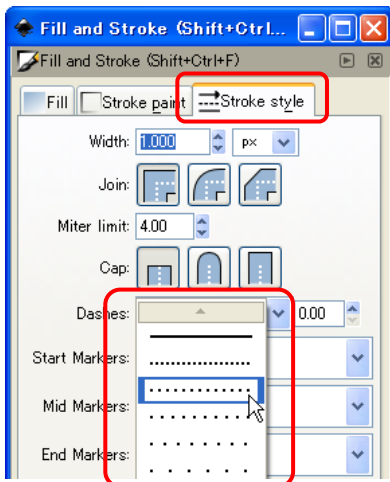 Fill and Stroke (Shift+Ctrl...
Fill and Stroke (Shift+Ctrl+F)
Fill Stroke paint Stroke style
Width: 1.000 px
Join:
Miter limit: 4.00
Cap:
Dashes: 0.00
Start Markers:
Mid Markers:
End Markers: